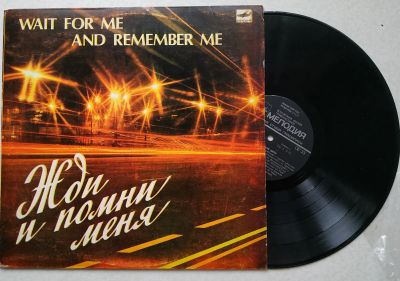 WAIT FOR ME
AND REMEMBER ME
Жди
и помни
меня
МЕЛОДИЯ